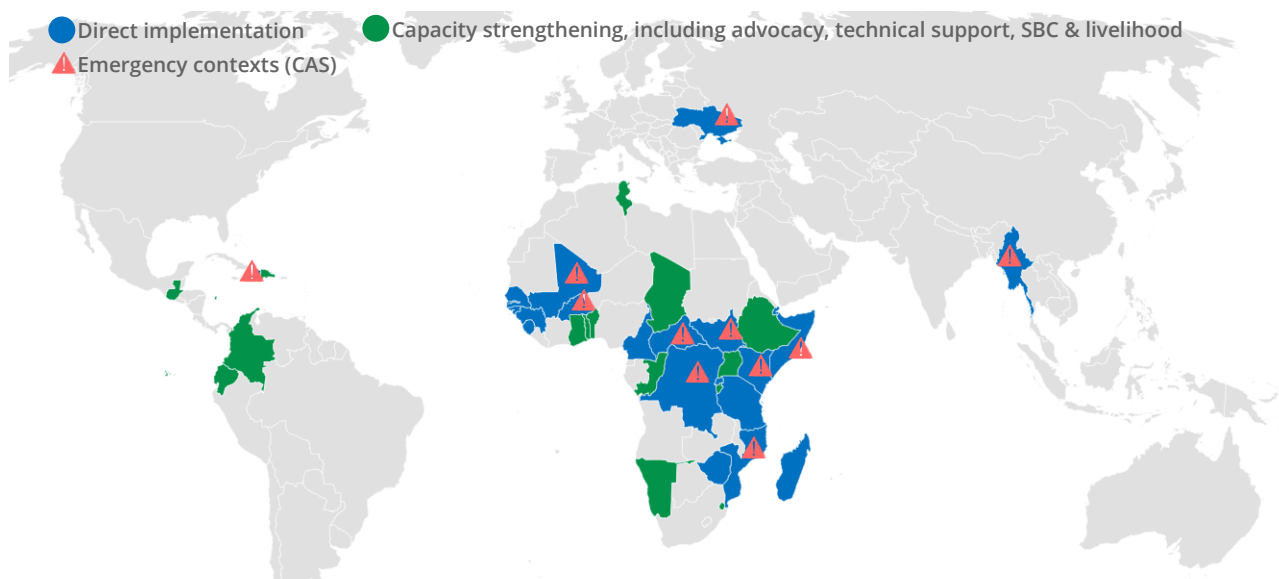 Direct implementation
Capacity strengthening, including advocacy, technical support, SBC & livelihood
Emergency contexts (CAS)